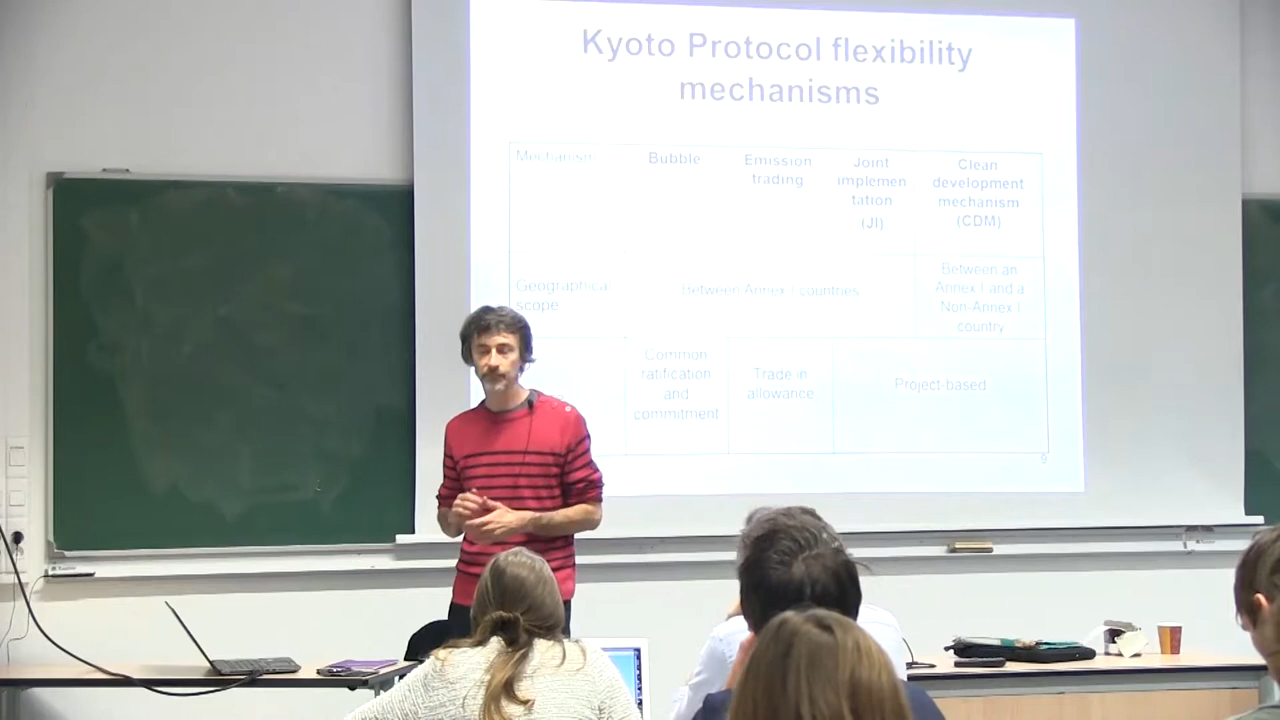 Kyoto Protocol flexibility
mechanisms
Mechanism
Bubble
Emission
trading
Joint
implemen
tation
(JI)
Clean
development
mechanism
(CDM)
Geographical
scope
Between Annex I countries
Between an
Annex I and a
Non-Annex I
country
Common
ratification
and
commitment
Trade in
allowance
Project-based
9